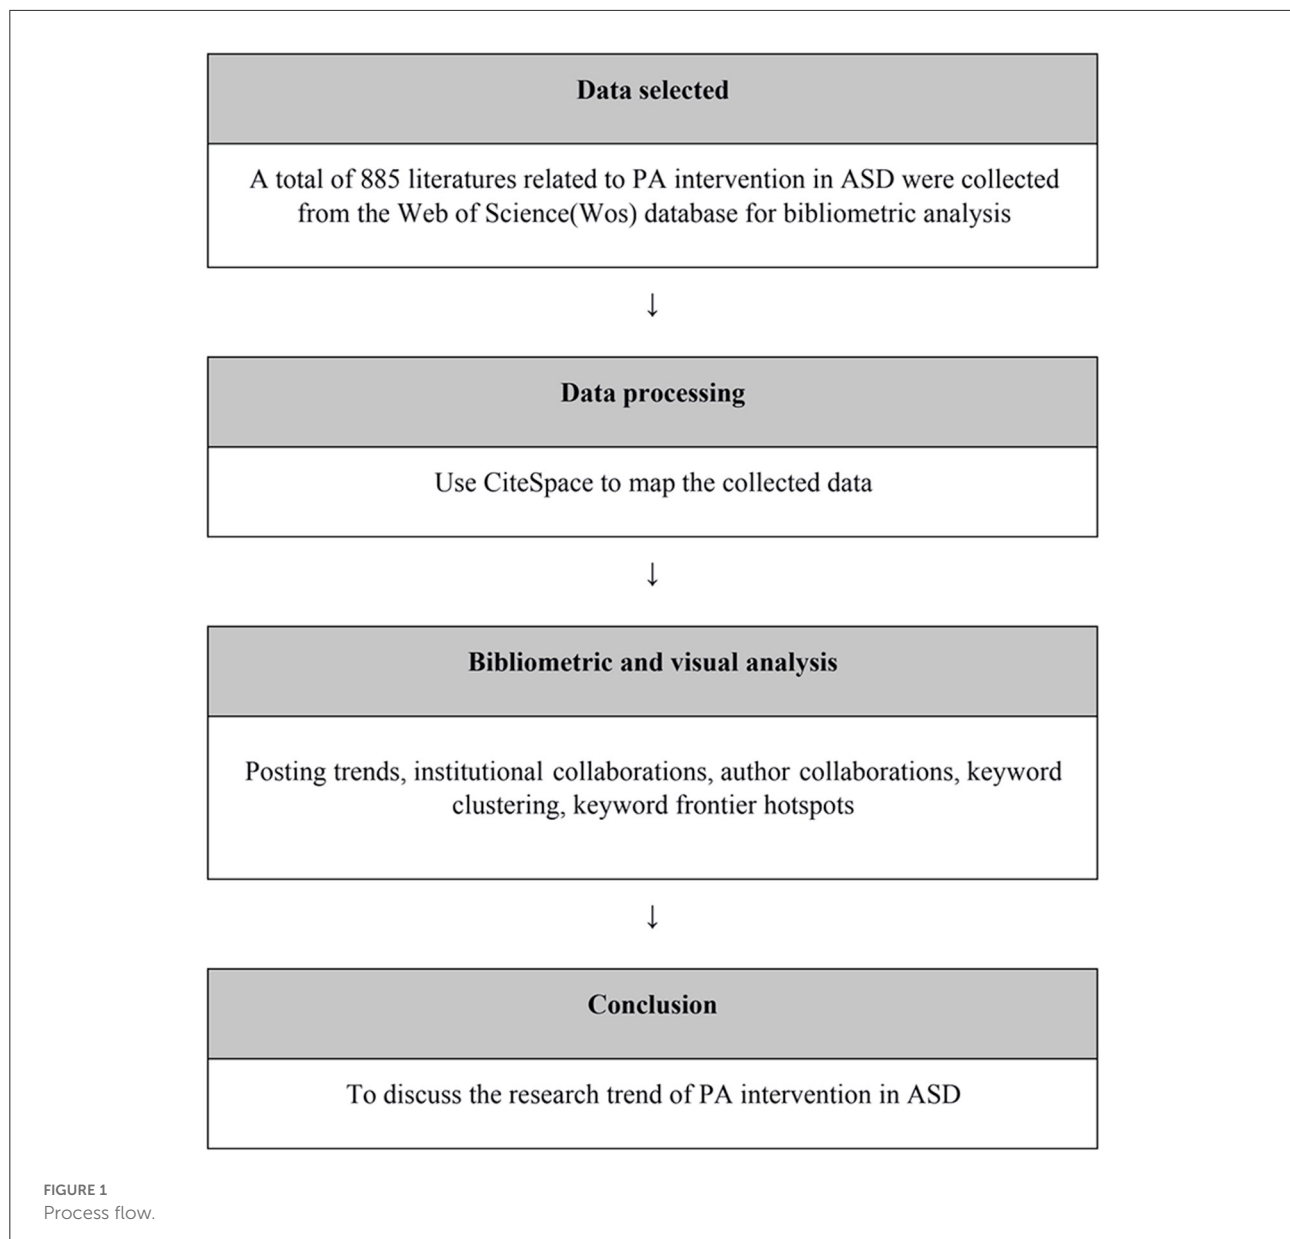 Data selected
A total of 885 literatures related to PA intervention in ASD were collected
from the Web of Science(Wos) database for bibliometric analysis
↓
Data processing
Use CiteSpace to map the collected data
↓
Bibliometric and visual analysis
Posting trends, institutional collaborations, author collaborations, keyword
clustering, keyword frontier hotspots
↓
Conclusion
To discuss the research trend of PA intervention in ASD
FIGURE 1
Process flow.